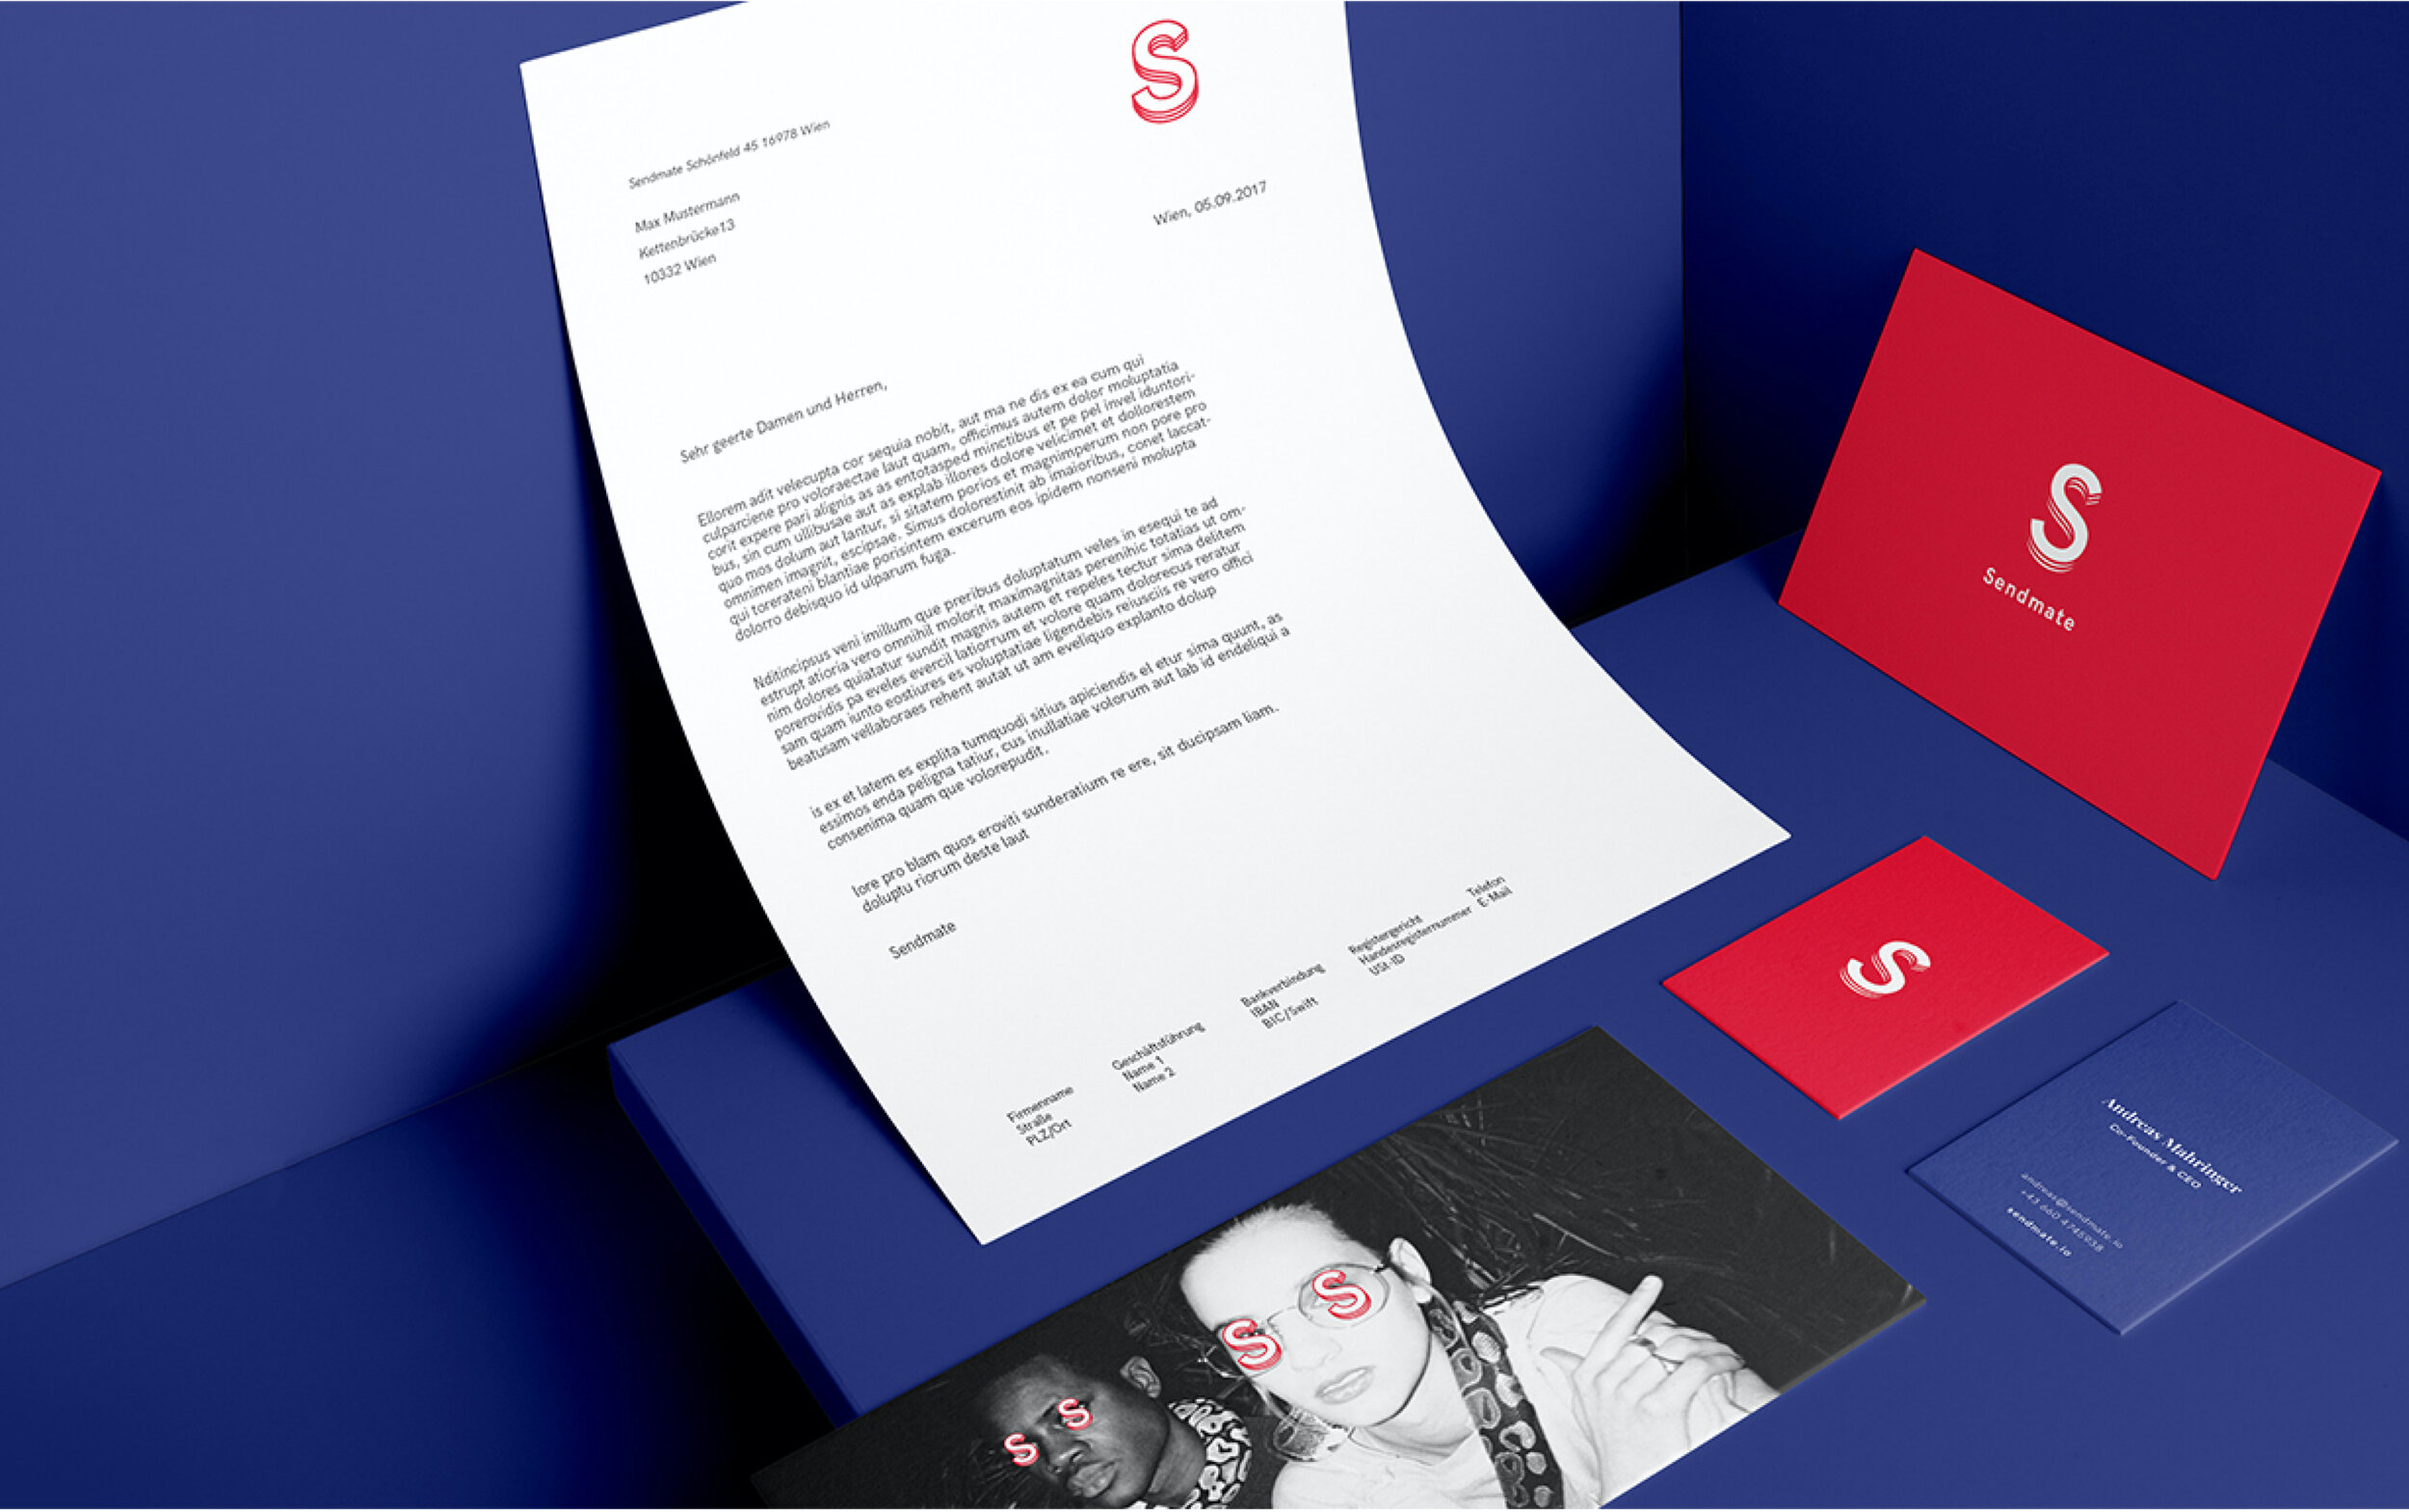 S
Sendmate Schönfeld 45 16978 Wien
Max Mustermann
Kettenbrücke13
10332 Wien
Wien, 05.09.2017
Sehr geerte Damen und Herren,
Ellorem adit velecupta cor sequia nobit, aut ma ne dis ex ea cum qui
culparciene pro voloraectae laut quam, officimus autem dolor moluptatia
corit expere pari alignis as as entotasped minctibus et pe pel invel iduntori-
bus, sin cum ullibusae aut as explab illores dolore velicimet et dollorestem
quo mos dolum aut lantur, si sitatem porios et magnimperum non pore pro
omnimen imagnit, escipsae. Simus dolorestinit ab imaioribus, conet laccat-
qui torerateni blantiae porisintem excerum eos ipidem nonseni molupta
dolorro debisquo id ulparum fuga.
Nditincipsus veni imillum que preribus doluptatum veles in esequi te ad
estrupt atioria vero omnihil molorit maximagnitas perenihic totatias ut om-
nim dolores quiatatur sundit magnis autem et repeles tectur sima delitem
porerovidis pa eveles evercil latiorrum et volore quam dolorecus reratur
sam quam iunto eostiures es voluptatiae ligendebis reiusciis re vero offici
beatusam vellaboraes rehent autat ut am eveliquo explanto dolup
is ex et latem es explita tumquodi sitius apiciendis el etur sima quunt, as
essimos enda peligna tatiur, cus inullatiae volorum aut lab id endeliqui a
consenima quam que volorepudit.
lore pro blam quos eroviti sunderatium re ere, sit ducipsam liam.
doluptu riorum deste laut
Sendmate
Firmenname
Straße
PLZ/Ort
Geschäftsführung
Name 1
Name 2
Bankverbindung
IBAN
BIC/Swift
Registergericht
Handesregisternummer
USt-ID
Telefon
E-Mail
S
Sendmate
S
Andreas Mahringer
Co-Founder & CEO
andreas@sendmate.io
+43 660 4745938
sendmate.io
S
S
S
S